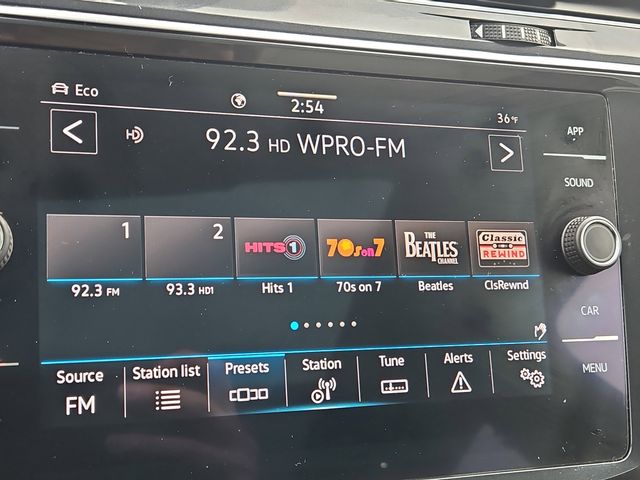 Eco
2:54
36°F
92.3 HD WPRO-FM
1
2
HITS 1
70s on 7
THE BEATLES CHANNEL
Classic REWIND
92.3 FM
93.3 HD1
Hits 1
70s on 7
Beatles
ClsRewnd
Source
FM
Station list
Presets
Station
Tune
Alerts
Settings
APP
SOUND
CAR
MENU